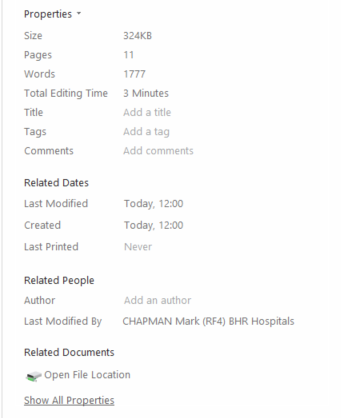 Properties
Size 324KB
Pages 11
Words 1777
Total Editing Time 3 Minutes
Title Add a title
Tags Add a tag
Comments Add comments
Related Dates
Last Modified Today, 12:00
Created Today, 12:00
Last Printed Never
Related People
Author Add an author
Last Modified By CHAPMAN Mark (RF4) BHR Hospitals
Related Documents
Open File Location
Show All Properties